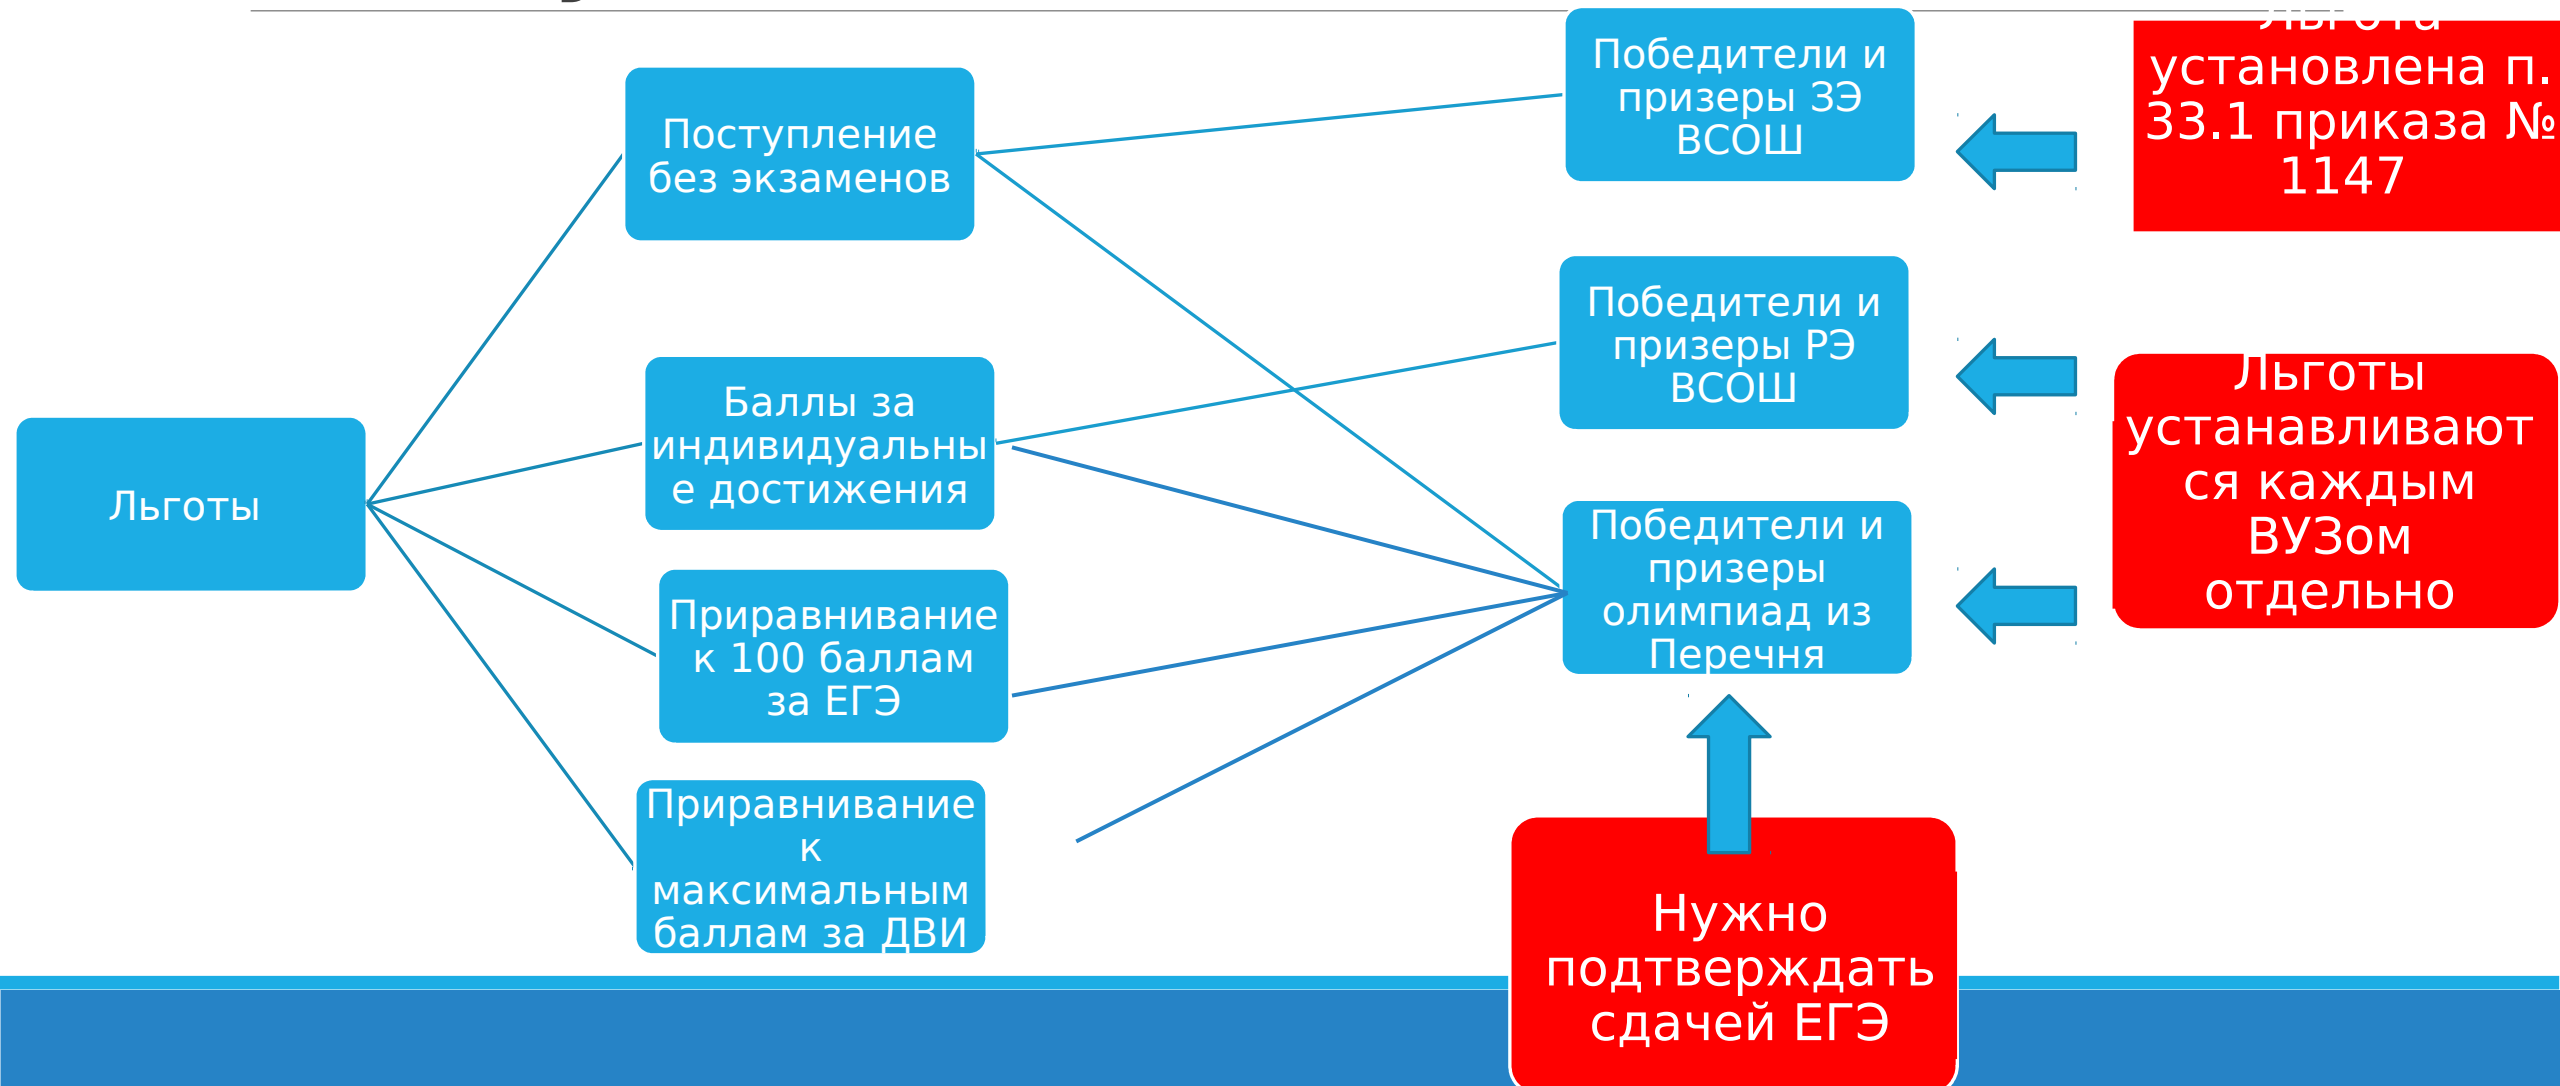 Льготы
Поступление
без экзаменов
Баллы за
индивидуальны
е достижения
Приравнивание
к 100 баллам
за ЕГЭ
Приравнивание
к
максимальным
баллам за ДВИ
Победители и
призеры ЗЭ
ВСОШ
Победители и
призеры РЭ
ВСОШ
Победители и
призеры
олимпиад из
Перечня
Льгота
установлена п.
33.1 приказа №
1147
Льготы
устанавливают
ся каждым
ВУЗом
отдельно
Нужно
подтверждать
сдачей ЕГЭ